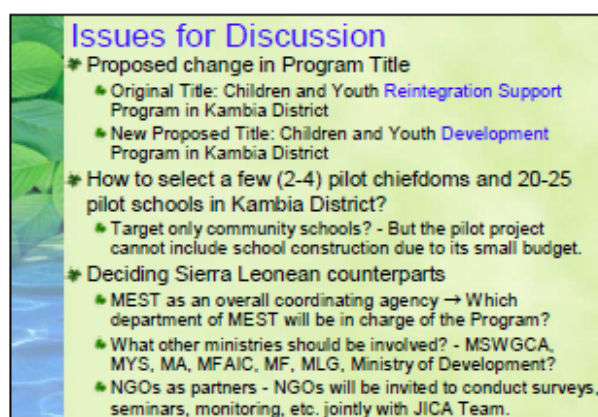 Issues for Discussion
Proposed change in Program Title
Original Title: Children and Youth Reintegration Support
Program in Kambia District
New Proposed Title: Children and Youth Development
Program in Kambia District
How to select a few (2-4) pilot chiefdoms and 20-25
pilot schools in Kambia District?
Target only community schools? - But the pilot project
cannot include school construction due to its small budget.
Deciding Sierra Leonean counterparts
MEST as an overall coordinating agency → Which
department of MEST will be in charge of the Program?
What other ministries should be involved? - MSWGCA,
MYS, MA, MFAIC, MF, MLG, Ministry of Development?
NGOs as partners - NGOs will be invited to conduct surveys,
seminars, monitoring, etc. jointly with JICA Team.